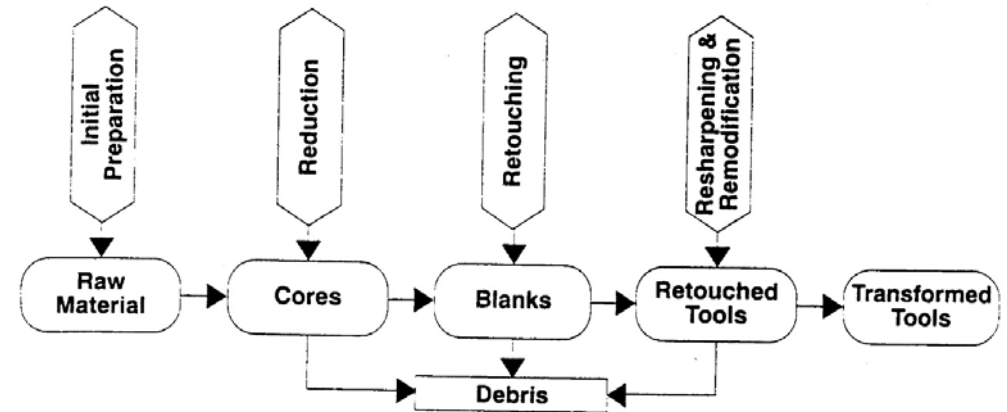 Initial
Preparation
Reduction
Retouching
Resharpening &
Remodification
Raw
Material
Cores
Blanks
Retouched
Tools
Transformed
Tools
Debris